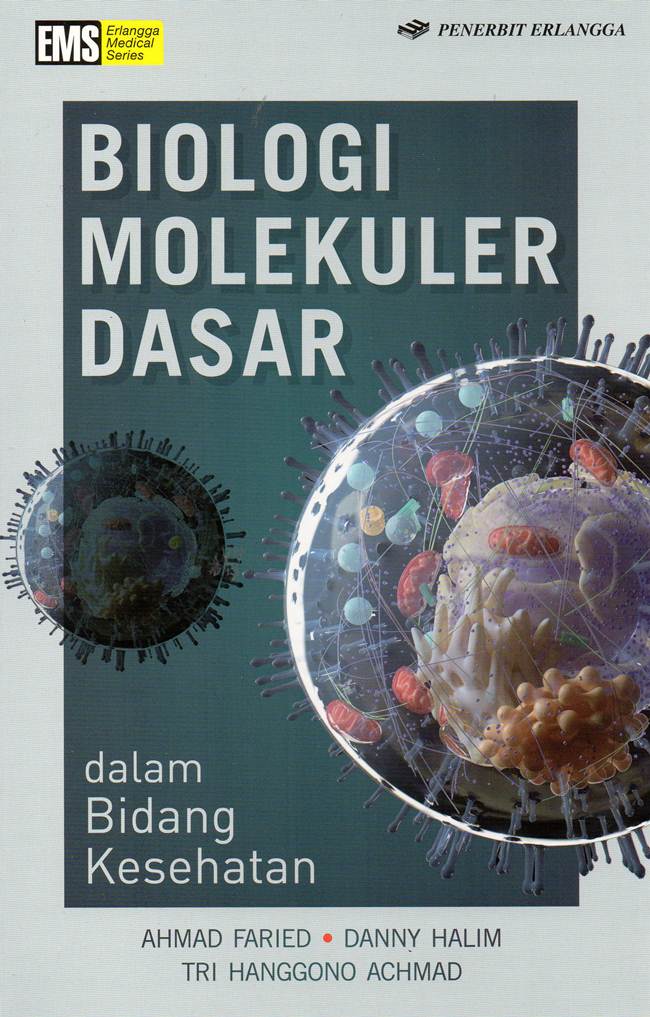 EMS
Erlangga
Medical
Series
PENERBIT ERLANGGA
BIOLOGI
MOLEKULER
DASAR
dalam
Bidang
Kesehatan
AHMAD FARIED • DANNY HALIM
TRI HANGGONO ACHMAD